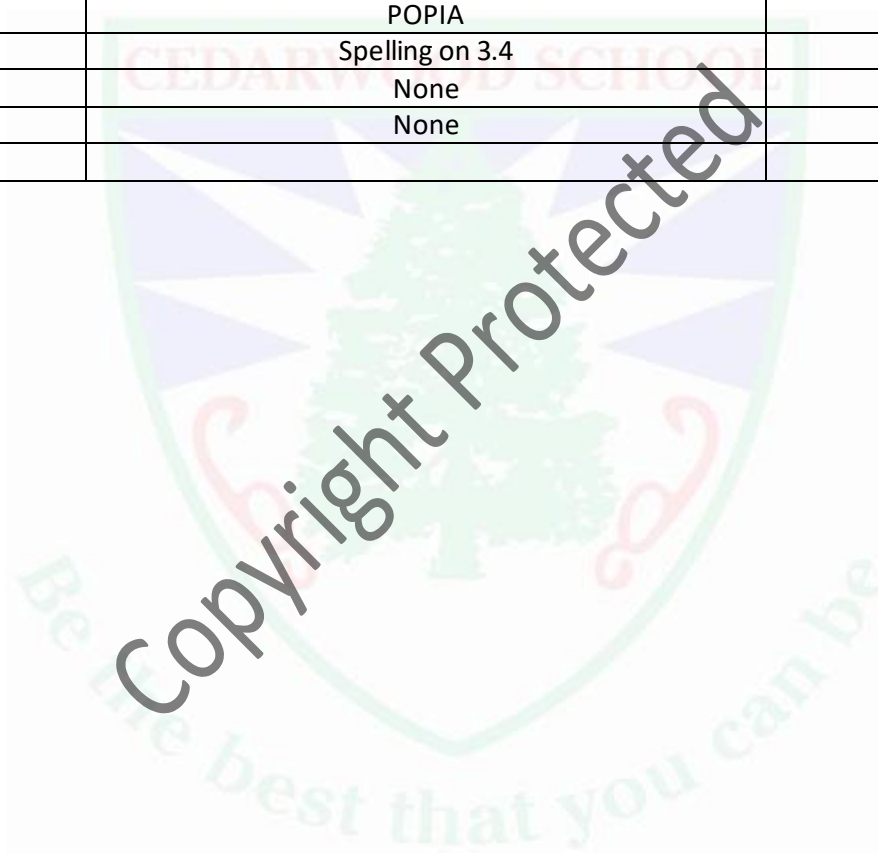 POPIA
Spelling on 3.4
CEDARWOOD SCHOOL
None
None
Copyright Protected
Be the best that you can be